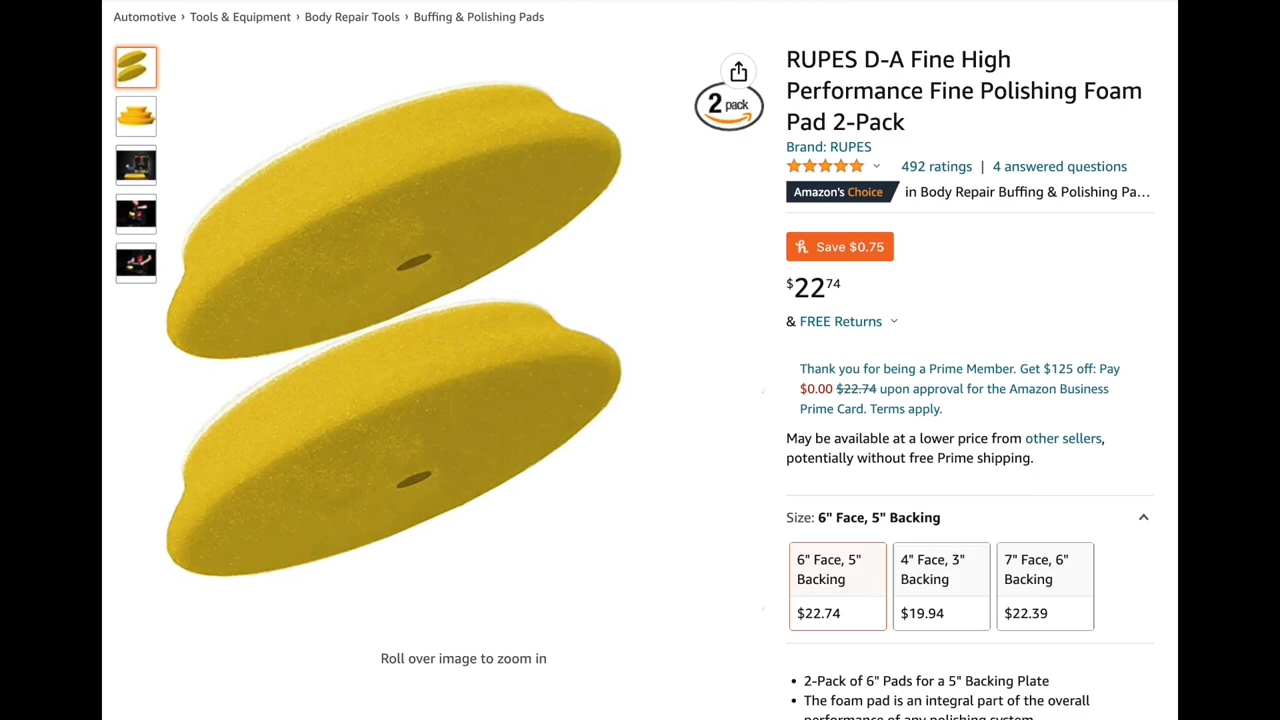 Automotive › Tools & Equipment › Body Repair Tools › Buffing & Polishing Pads
2 pack
RUPES D-A Fine High
Performance Fine Polishing Foam
Pad 2-Pack
Brand: RUPES
492 ratings | 4 answered questions
Amazon's Choice in Body Repair Buffing & Polishing Pa...
Save $0.75
$22 74
& FREE Returns
Thank you for being a Prime Member. Get $125 off: Pay
$0.00 $22.74 upon approval for the Amazon Business
Prime Card. Terms apply.
May be available at a lower price from other sellers,
potentially without free Prime shipping.
Size: 6" Face, 5" Backing
6" Face, 5" Backing $22.74
4" Face, 3" Backing $19.94
7" Face, 6" Backing $22.39
Roll over image to zoom in
• 2-Pack of 6" Pads for a 5" Backing Plate
• The foam pad is an integral part of the overall
performance of any polishing system